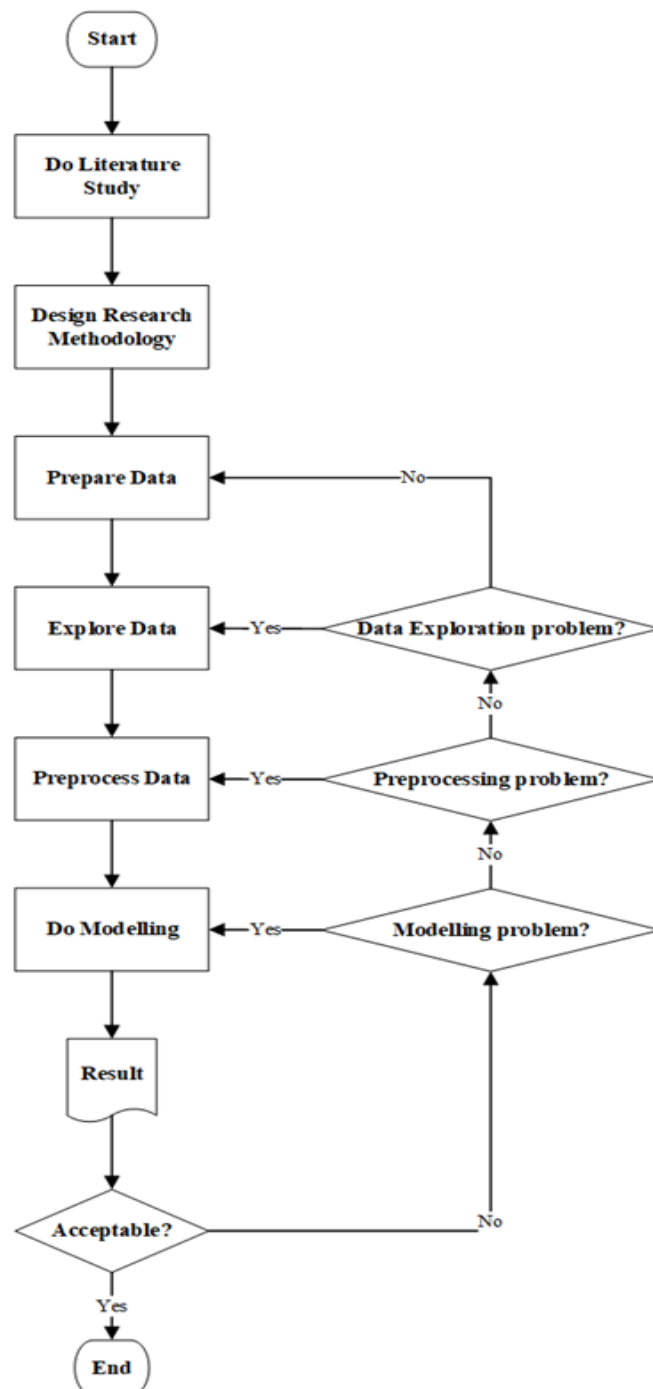 Start
Do Literature
Study
Design Research
Methodology
Prepare Data
No
Explore Data
Yes
Data Exploration problem?
No
Preprocess Data
Yes
Preprocessing problem?
No
Do Modelling
Yes
Modelling problem?
Result
Acceptable?
No
Yes
End